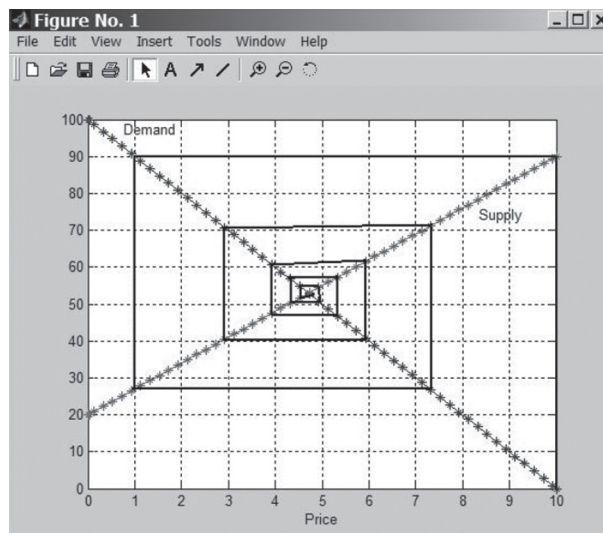 Figure No. 1
File Edit View Insert Tools Window Help
A
100
90
80
70
60
50
40
30
20
10
0
Demand
Supply
0 1 2 3 4 5 6 7 8 9 10
Price